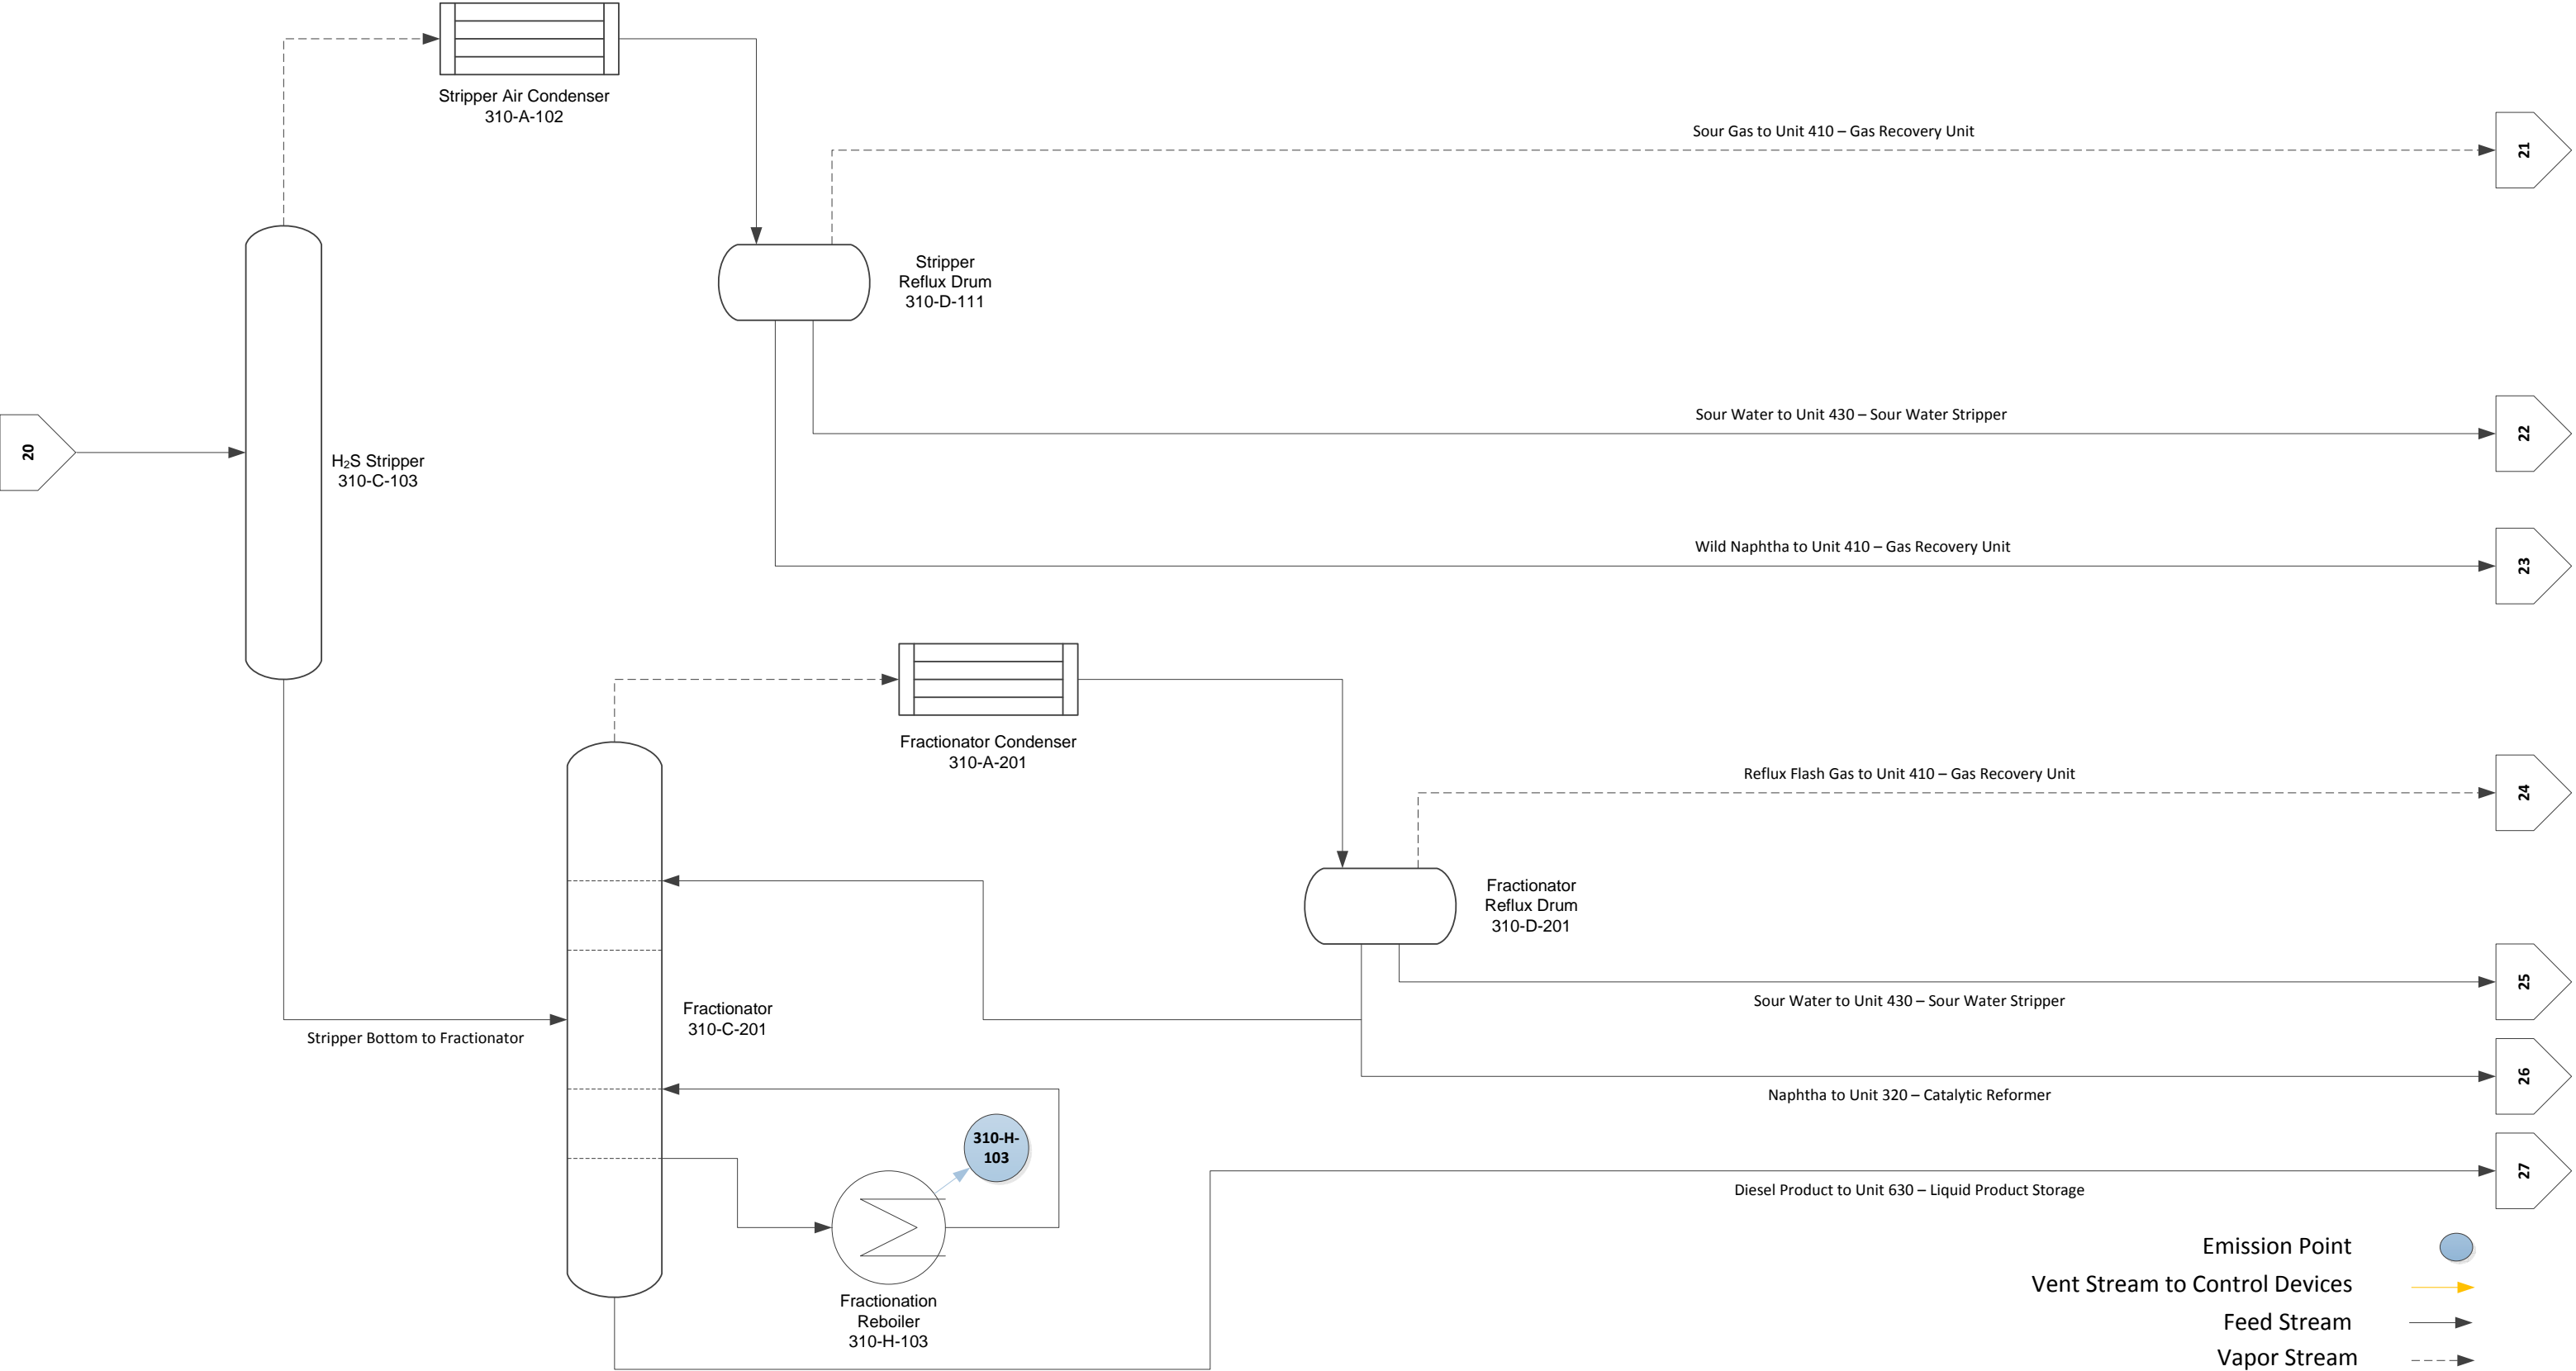 Stripper Air Condenser
310-A-102
Sour Gas to Unit 410 – Gas Recovery Unit
21
Stripper
Reflux Drum
310-D-111
20
H₂S Stripper
310-C-103
Sour Water to Unit 430 – Sour Water Stripper
22
Wild Naphtha to Unit 410 – Gas Recovery Unit
23
Fractionator Condenser
310-A-201
Reflux Flash Gas to Unit 410 – Gas Recovery Unit
24
Fractionator
Reflux Drum
310-D-201
Sour Water to Unit 430 – Sour Water Stripper
25
Fractionator
310-C-201
Stripper Bottom to Fractionator
Naphtha to Unit 320 – Catalytic Reformer
26
310-H-
103
Diesel Product to Unit 630 – Liquid Product Storage
27
Fractionation
Reboiler
310-H-103
Emission Point
Vent Stream to Control Devices
Feed Stream
Vapor Stream